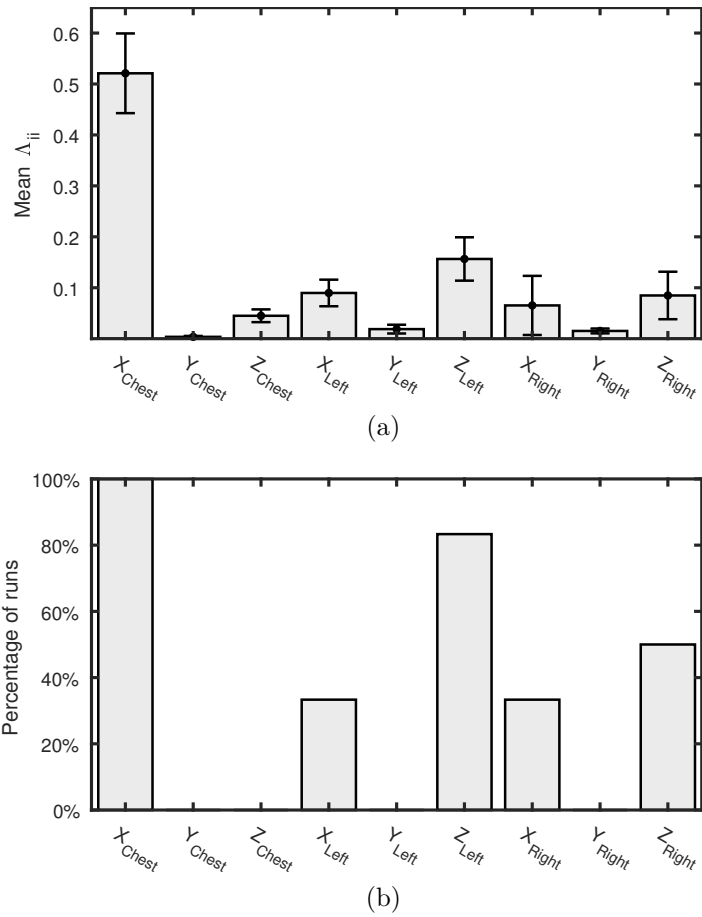 0.6
0.5
0.4
0.3
0.2
0.1
Mean Λii
XChest
YChest
ZChest
XLeft
YLeft
ZLeft
XRight
YRight
ZRight
(a)
100%
80%
60%
40%
20%
0%
Percentage of runs
XChest
YChest
ZChest
XLeft
YLeft
ZLeft
XRight
YRight
ZRight
(b)